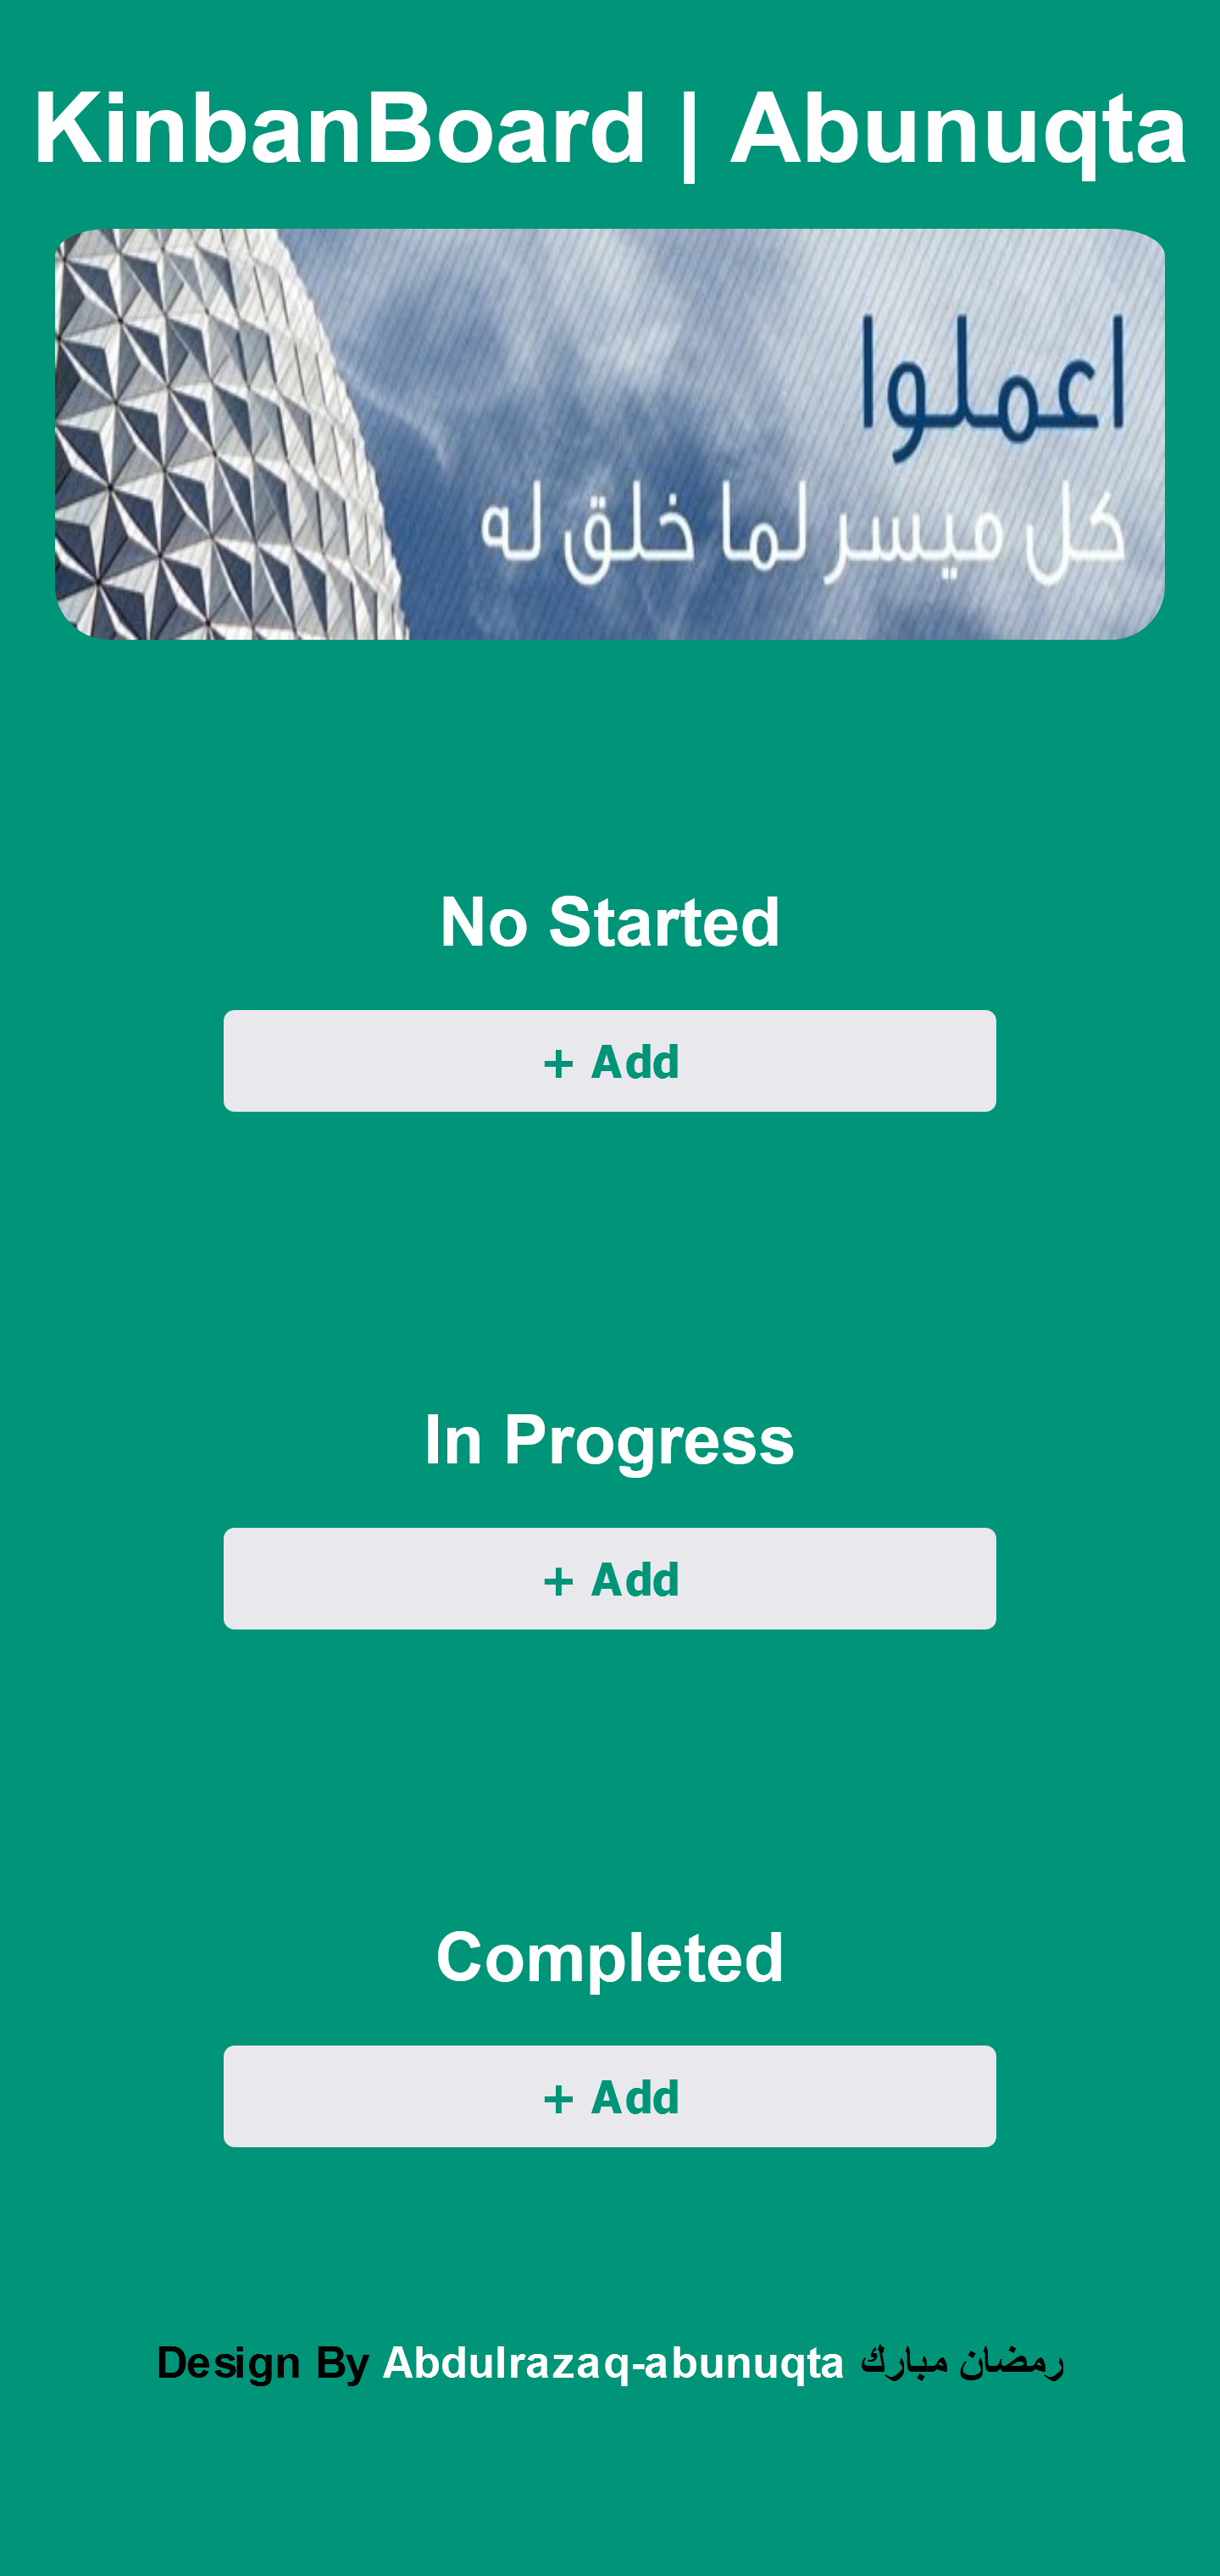 KinbanBoard | Abunuqta
اعملوا
كل ميسر لما خلق له
No Started
+ Add
In Progress
+ Add
Completed
+ Add
Design By Abdulrazaq-abunuqta رمضان مبارك